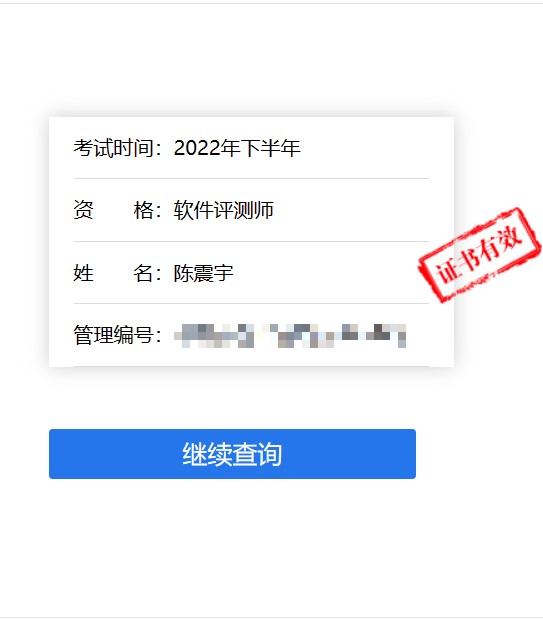 考试时间：2022年下半年
资　　格：软件评测师
姓　　名：陈震宇
管理编号：
证书有效
继续查询